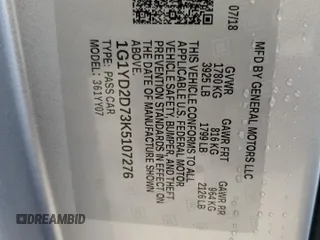 MFD BY GENERAL MOTORS LLC
07/18
GVWR
1780 KG
3925 LB
GAWR FRT
816 KG
1799 LB
GAWR RR
964 KG
2126 LB
THIS VEHICLE CONFORMS TO ALL
APPLICABLE U.S. FEDERAL MOTOR
VEHICLE SAFETY, BUMPER, AND THEFT
PREVENTION STANDARDS IN EFFECT ON
THE DATE OF MANUFACTURE SHOWN
ABOVE.
1G1YD2D73K5107276
TYPE: PASS CAR
MODEL: 361YY07
DREAMBID